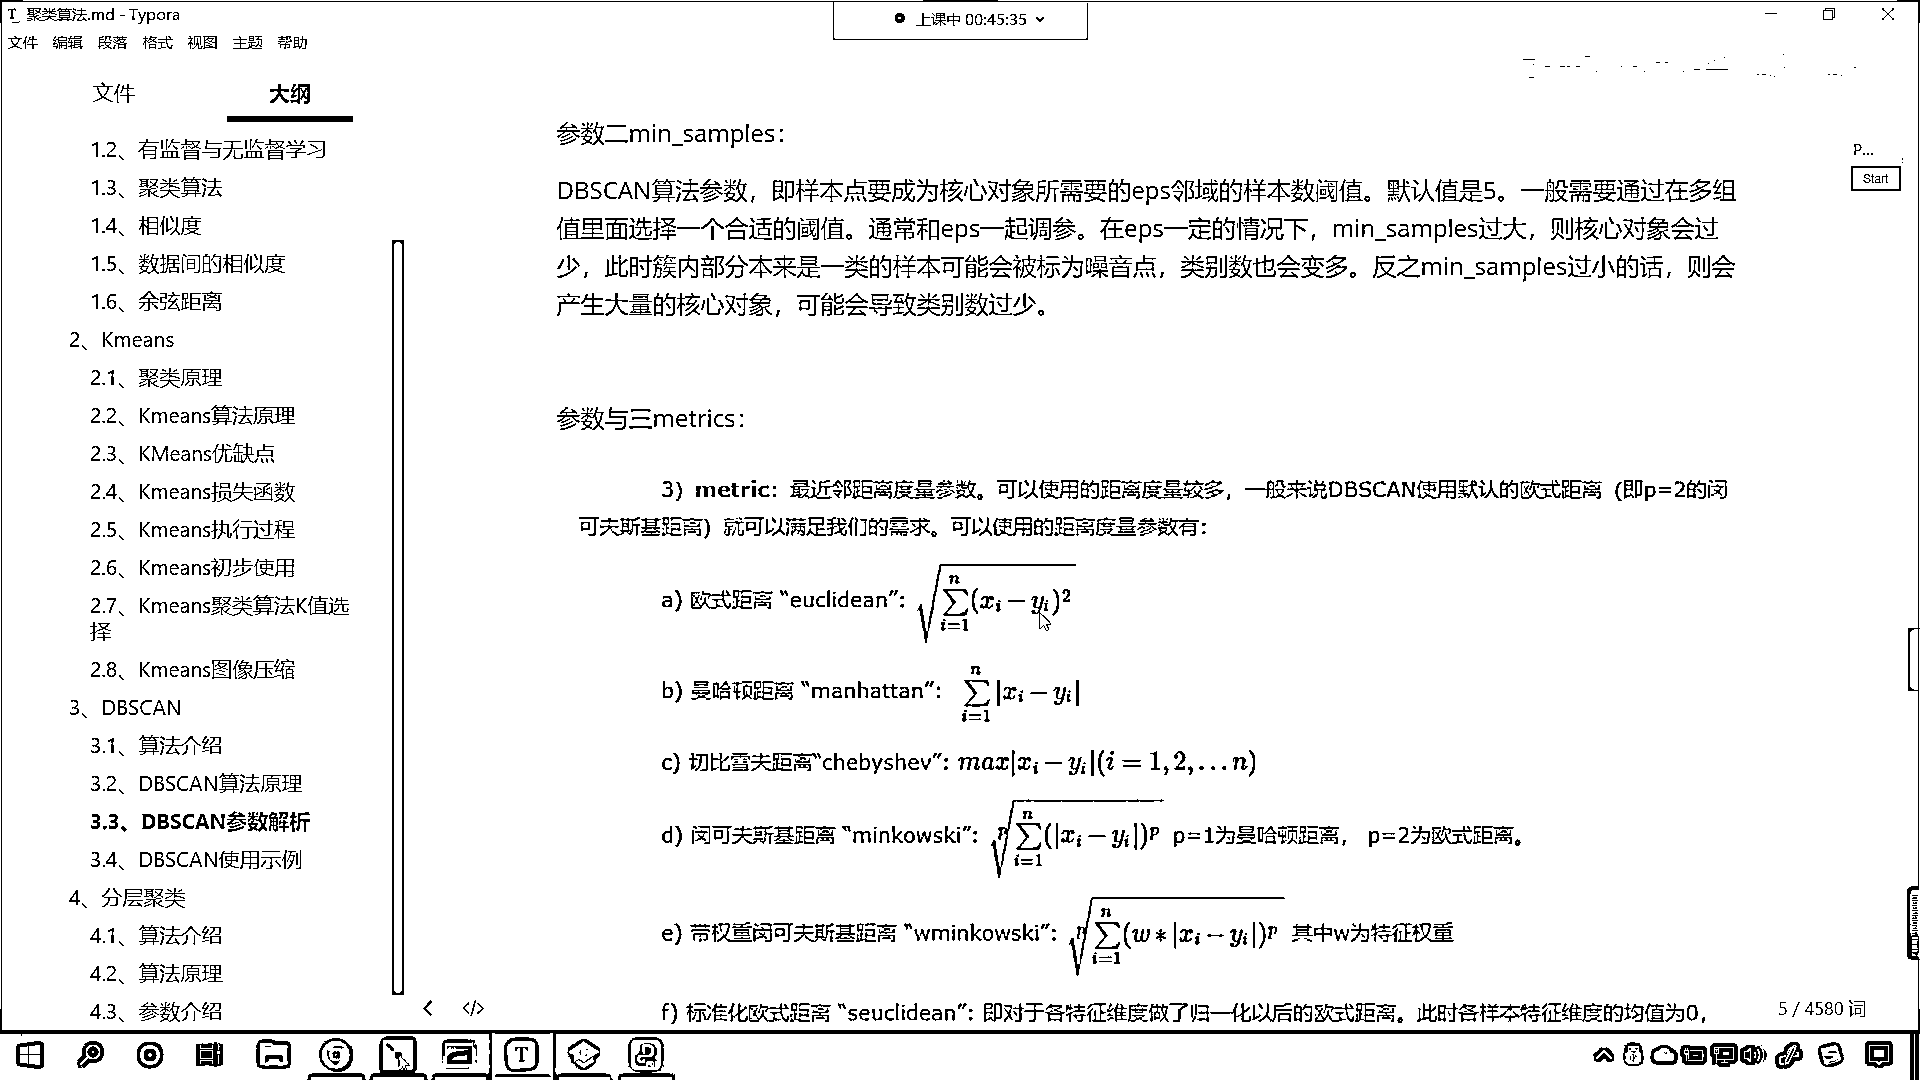 聚类算法.md - Typora
上课中 00:45:35
文件 编辑 段落 格式 视图 主题 帮助
文件 大纲
1.2、有监督与无监督学习
1.3、聚类算法
1.4、相似度
1.5、数据间的相似度
1.6、余弦距离
2、Kmeans
2.1、聚类原理
2.2、Kmeans算法原理
2.3、KMeans优缺点
2.4、Kmeans损失函数
2.5、Kmeans执行过程
2.6、Kmeans初步使用
2.7、Kmeans聚类算法K值选
择
2.8、Kmeans图像压缩
3、DBSCAN
3.1、算法介绍
3.2、DBSCAN算法原理
3.3、DBSCAN参数解析
3.4、DBSCAN使用示例
4、分层聚类
4.1、算法介绍
4.2、算法原理
4.3、参数介绍
参数二min_samples：
DBSCAN算法参数，即样本点要成为核心对象所需要的eps邻域的样本数阈值。默认值是5。一般需要通过在多组
值里面选择一个合适的阈值。通常和eps一起调参。在eps一定的情况下，min_samples过大，则核心对象会过
少，此时簇内部分本来是一类的样本可能会被标为噪音点，类别数也会变多。反之min_samples过小的话，则会
产生大量的核心对象，可能会导致类别数过少。
参数与三metrics：
3）metric：最近邻距离度量参数。可以使用的距离度量较多，一般来说DBSCAN使用默认的欧式距离（即p=2的闵
可夫斯基距离）就可以满足我们的需求。可以使用的距离度量参数有：
a) 欧式距离 “euclidean”: √∑ⁿᵢ₌₁(xᵢ − yᵢ)²
b) 曼哈顿距离 “manhattan”: ∑ⁿᵢ₌₁|xᵢ − yᵢ|
c) 切比雪夫距离“chebyshev”: max|xᵢ − yᵢ|(i = 1, 2, … n)
d) 闵可夫斯基距离 “minkowski”: ᵖ√∑ⁿᵢ₌₁(|xᵢ − yᵢ|)ᵖ p=1为曼哈顿距离， p=2为欧式距离。
e) 带权重闵可夫斯基距离 “wminkowski”: ᵖ√∑ⁿᵢ₌₁(w ∗ |xᵢ − yᵢ|)ᵖ 其中w为特征权重
f) 标准化欧式距离 “seuclidean”: 即对于各特征维度做了归一化以后的欧式距离。此时各样本特征维度的均值为0，
P...
Start
5 / 4580 词